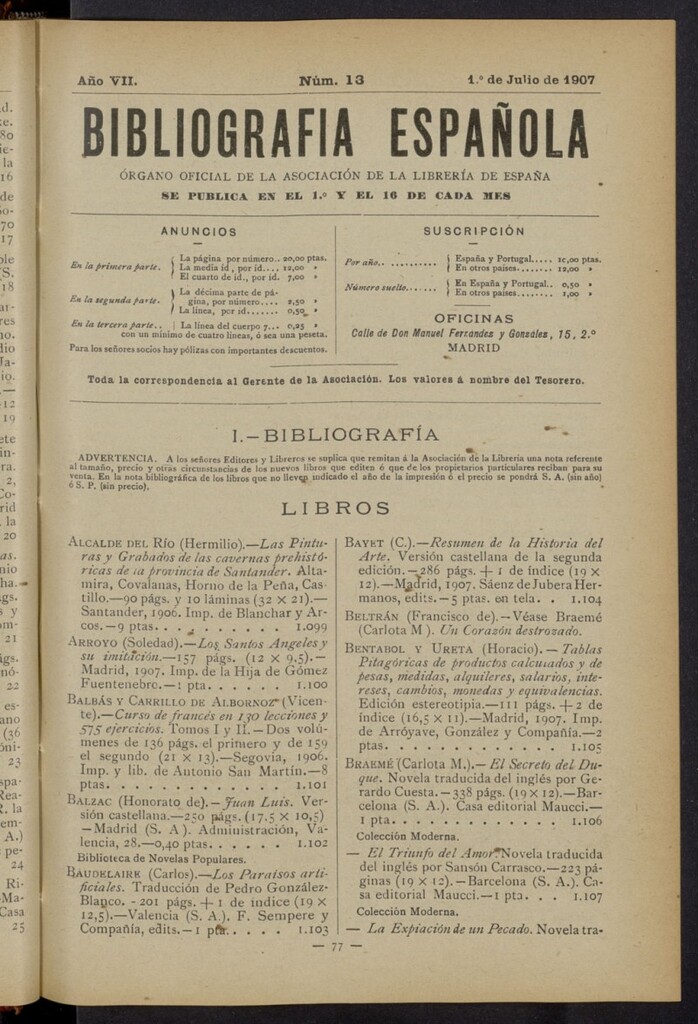 Año VII.
Núm. 13
1.º de Julio de 1907
BIBLIOGRAFIA ESPAÑOLA
ÓRGANO OFICIAL DE LA ASOCIACIÓN DE LA LIBRERÍA DE ESPAÑA
SE PUBLICA EN EL 1.º Y EL 16 DE CADA MES
ANUNCIOS
En la primera parte. { La página por número.. 20,00 ptas.
La media id, por id.... 12,00 »
El cuarto de id., por id. 7,00 »
En la segunda parte. } La décima parte de pá-
gina, por número.... 2,50 »
La línea, por id....... 0,50 »
En la tercera parte.. | La línea del cuerpo 7... 0,25 »
con un mínimo de cuatro líneas, ó sea una peseta.
Para los señores socios hay pólizas con importantes descuentos.
SUSCRIPCIÓN
Por año.. .......... } España y Portugal..... 10,00 ptas.
En otros países........ 12,00 »
Número suelto....... } En España y Portugal.. 0,50 »
En otros países........ 1,00 »
OFICINAS
Calle de Don Manuel Fernandez y González, 15, 2.º
MADRID
Toda la correspondencia al Gerente de la Asociación. Los valores á nombre del Tesorero.
I.-BIBLIOGRAFÍA
ADVERTENCIA. A los señores Editores y Libreros se suplica que remitan á la Asociación de la Librería una nota referente
al tamaño, precio y otras circunstancias de los nuevos libros que editen ó que de los propietarios particulares reciban para su
venta. En la nota bibliográfica de los libros que no lleven indicado el año de la impresión ó el precio se pondrá S. A. (sin año)
ó S. P. (sin precio).
LIBROS
ALCALDE DEL RÍO (Hermilio).—Las Pintu-
ras y Grabados de las cavernas prehistó-
ricas de la provincia de Santander. Alta-
mira, Covalanas, Horno de la Peña, Cas-
tillo.—90 págs. y 10 láminas (32 × 21).—
Santander, 1906. Imp. de Blanchar y Ar-
cos.—9 ptas. . . . . . . . 1.099
ARROYO (Soledad).—Los Santos Angeles y
su imitación.—157 págs. (12 × 9,5).—
Madrid, 1907. Imp. de la Hija de Gómez
Fuentenebro.—1 pta. . . . . . 1.100
BALBÁS Y CARRILLO DE ALBORNOZ (Vicen-
te).—Curso de francés en 130 lecciones y
575 ejercicios. Tomos I y II.—Dos volú-
menes de 136 págs. el primero y de 159
el segundo (21 × 13).—Segovia, 1906.
Imp. y lib. de Antonio San Martín.—8
ptas. . . . . . . . . . . . 1.101
BALZAC (Honorato de).—Juan Luis. Ver-
sión castellana.—250 págs. (17,5 × 10,5)
—Madrid (S. A). Administración, Va-
lencia, 28.—0,40 ptas. . . . . . 1.102
Biblioteca de Novelas Populares.
BAUDELAIRE (Carlos).—Los Paraísos arti-
ficiales. Traducción de Pedro González-
Blanco. - 201 págs. + 1 de índice (19 ×
12,5).—Valencia (S. A). F. Sempere y
Compañía, edits.—1 pta. . . . . 1.103
BAYET (C.).—Resumen de la Historia del
Arte. Versión castellana de la segunda
edición.—286 págs. + 1 de índice (19 ×
12).—Madrid, 1907. Sáenz de Jubera Her-
manos, edits.—5 ptas. en tela. . 1.104
BELTRÁN (Francisco de).—Véase Braemé
(Carlota M ). Un Corazón destrozado.
BENTABOL Y URETA (Horacio).—Tablas
Pitagóricas de productos calculados y de
pesas, medidas, alquileres, salarios, inte-
reses, cambios, monedas y equivalencias.
Edición estereotipia.—111 págs. + 2 de
índice (16,5 × 11).—Madrid, 1907. Imp.
de Arróyave, González y Compañía.—2
ptas. . . . . . . . . . . . 1.105
BRAEMÉ (Carlota M.).—El Secreto del Du-
que. Novela traducida del inglés por Ge-
rardo Cuesta.—338 págs. (19 × 12).—Bar-
celona (S. A). Casa editorial Maucci.—
1 pta. . . . . . . . . . . . 1.106
Colección Moderna.
— El Triunfo del Amor. Novela traducida
del inglés por Sansón Carrasco.—223 pá-
ginas (19 × 12).—Barcelona (S. A.). Ca-
sa editorial Maucci.—1 pta. . . 1.107
Colección Moderna.
— La Expiación de un Pecado. Novela tra-
— 77 —